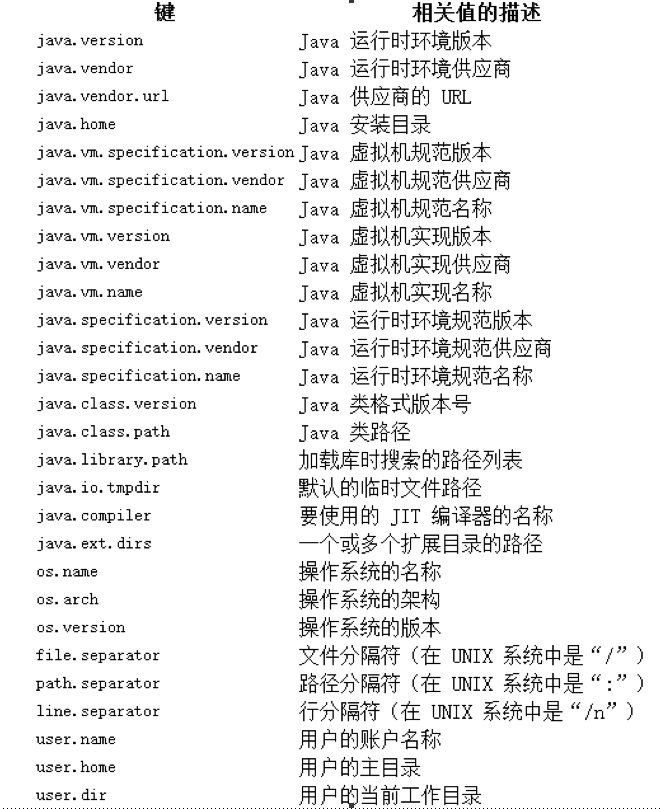 键 相关值的描述
java.version Java 运行时环境版本
java.vendor Java 运行时环境供应商
java.vendor.url Java 供应商的 URL
java.home Java 安装目录
java.vm.specification.version Java 虚拟机规范版本
java.vm.specification.vendor Java 虚拟机规范供应商
java.vm.specification.name Java 虚拟机规范名称
java.vm.version Java 虚拟机实现版本
java.vm.vendor Java 虚拟机实现供应商
java.vm.name Java 虚拟机实现名称
java.specification.version Java 运行时环境规范版本
java.specification.vendor Java 运行时环境规范供应商
java.specification.name Java 运行时环境规范名称
java.class.version Java 类格式版本号
java.class.path Java 类路径
java.library.path 加载库时搜索的路径列表
java.io.tmpdir 默认的临时文件路径
java.compiler 要使用的 JIT 编译器的名称
java.ext.dirs 一个或多个扩展目录的路径
os.name 操作系统的名称
os.arch 操作系统的架构
os.version 操作系统的版本
file.separator 文件分隔符（在 UNIX 系统中是“/”）
path.separator 路径分隔符（在 UNIX 系统中是“:”）
line.separator 行分隔符（在 UNIX 系统中是“/n”）
user.name 用户的账户名称
user.home 用户的主目录
user.dir 用户的当前工作目录